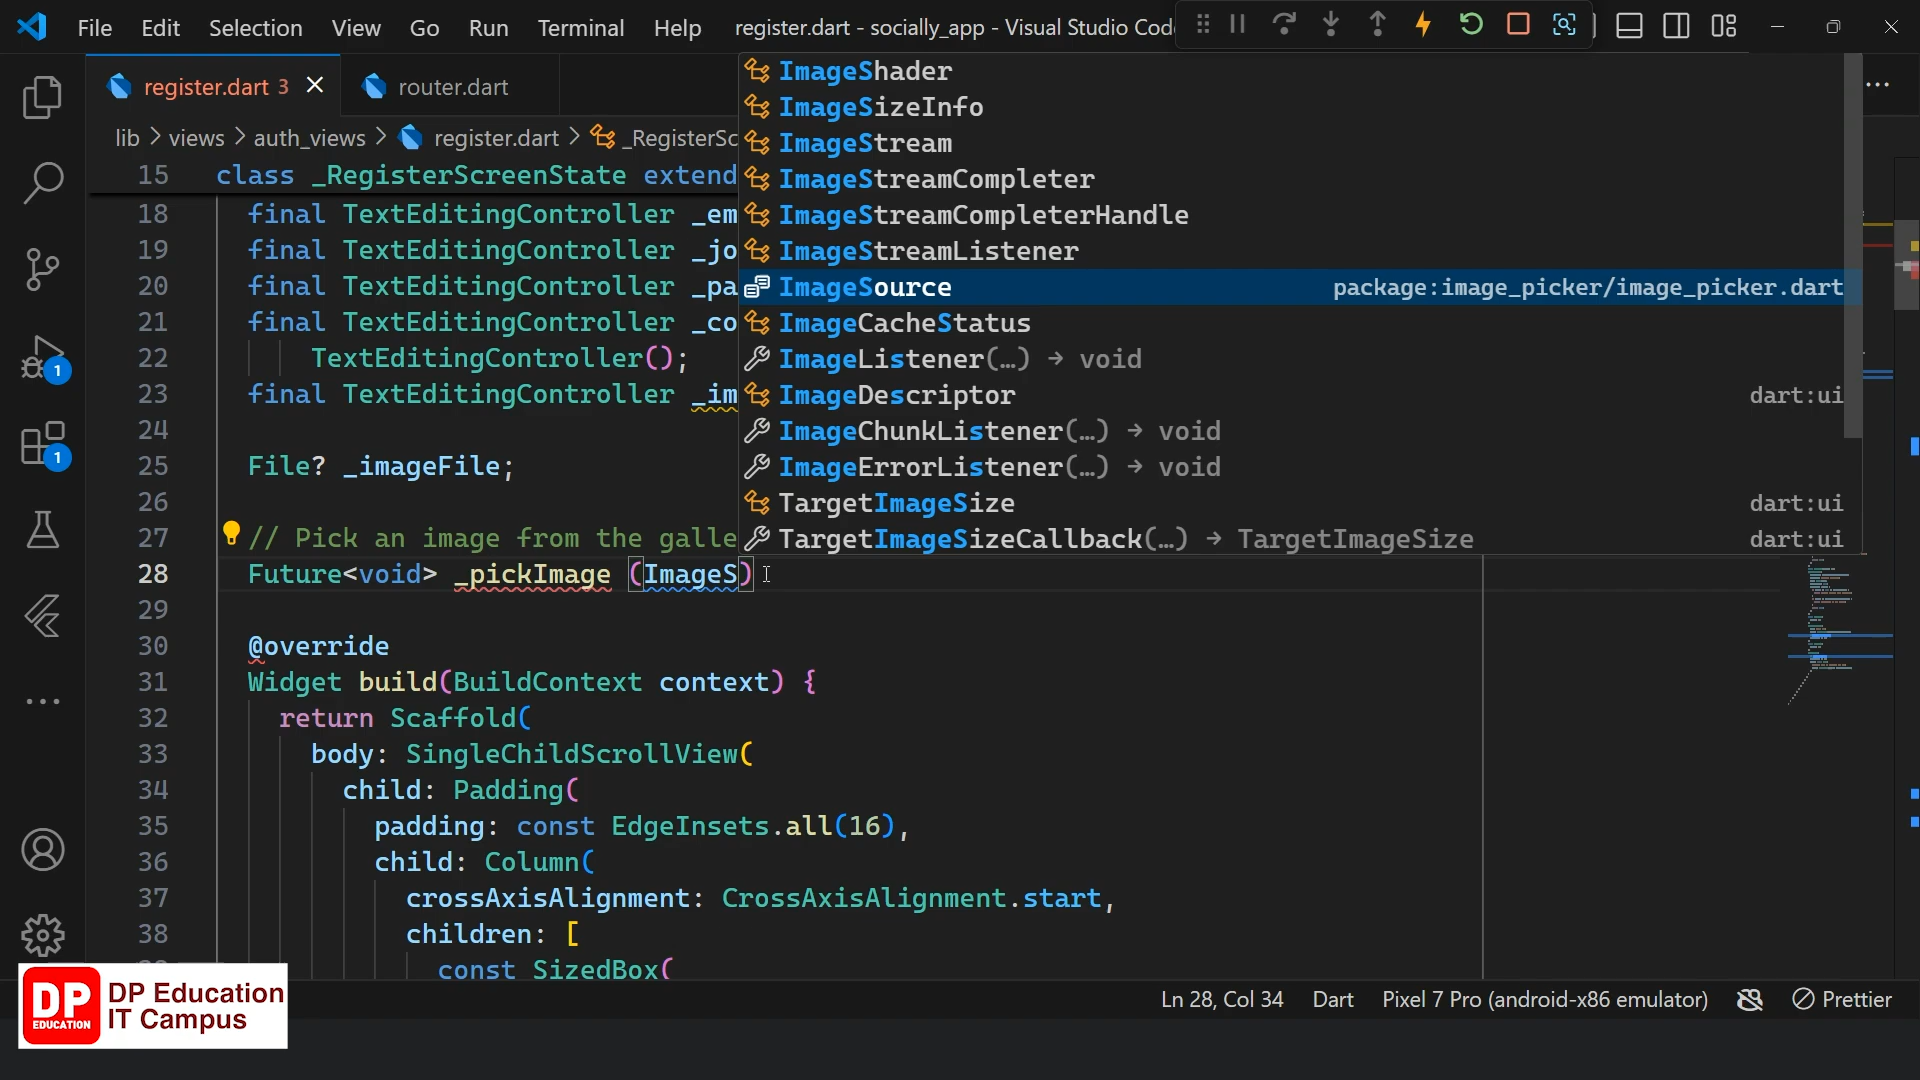 File Edit Selection View Go Run Terminal Help register.dart - socially_app - Visual Studio Cod
register.dart 3 router.dart
lib > views > auth_views > register.dart > _RegisterSc
15 class _RegisterScreenState extend
18 final TextEditingController _em
19 final TextEditingController _jo
20 final TextEditingController _pa
21 final TextEditingController _co
22 TextEditingController();
23 final TextEditingController _im
24
25 File? _imageFile;
26
27 // Pick an image from the galle
28 Future<void> _pickImage (ImageS)
29
30 @override
31 Widget build(BuildContext context) {
32 return Scaffold(
33 body: SingleChildScrollView(
34 child: Padding(
35 padding: const EdgeInsets.all(16),
36 child: Column(
37 crossAxisAlignment: CrossAxisAlignment.start,
38 children: [
const SizedBox(
ImageShader
ImageSizeInfo
ImageStream
ImageStreamCompleter
ImageStreamCompleterHandle
ImageStreamListener
ImageSource package:image_picker/image_picker.dart
ImageCacheStatus
ImageListener(…) → void
ImageDescriptor dart:ui
ImageChunkListener(…) → void
ImageErrorListener(…) → void
TargetImageSize dart:ui
TargetImageSizeCallback(…) → TargetImageSize dart:ui
1
1
DP EDUCATION
DP Education
IT Campus
Ln 28, Col 34 Dart Pixel 7 Pro (android-x86 emulator) Prettier